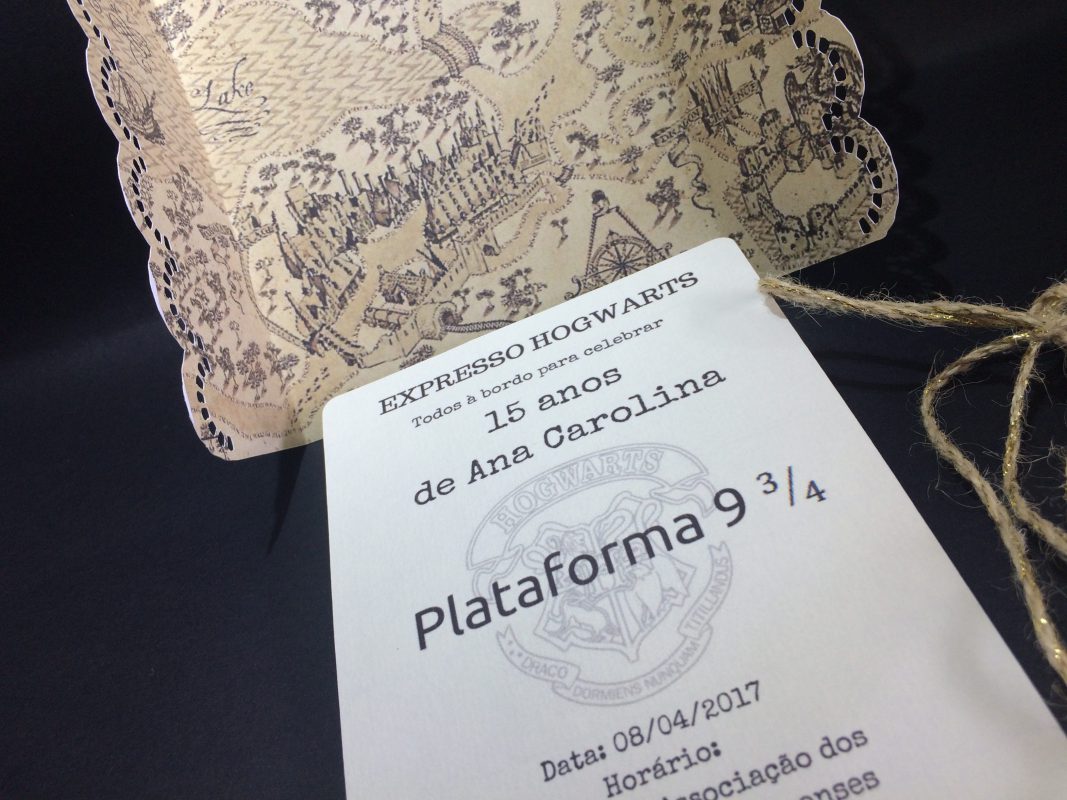 Lake
EXPRESSO HOGWARTS
Todos à bordo para celebrar
15 anos
de Ana Carolina
HOGWARTS
Plataforma 9 ¾
DRACO DORMIENS NUNQUAM TITILLANDUS
Data: 08/04/2017
Horário:
dos